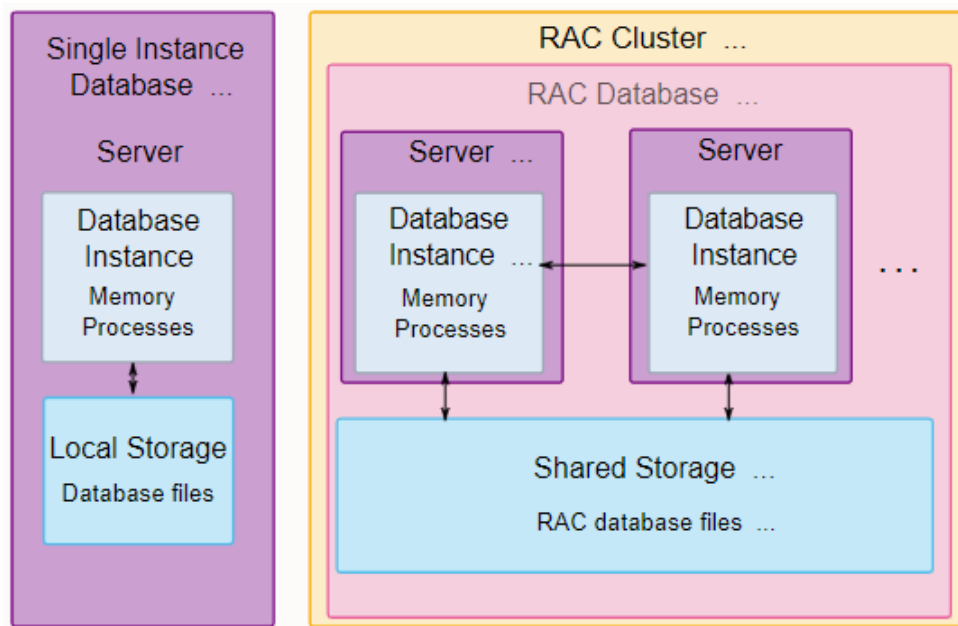 Single Instance
Database ...
Server
Database
Instance
Memory
Processes
Local Storage
Database files
RAC Cluster ...
RAC Database ...
Server ...
Database
Instance ...
Memory
Processes
Server
Database
Instance
Memory
Processes
...
Shared Storage ...
RAC database files ...